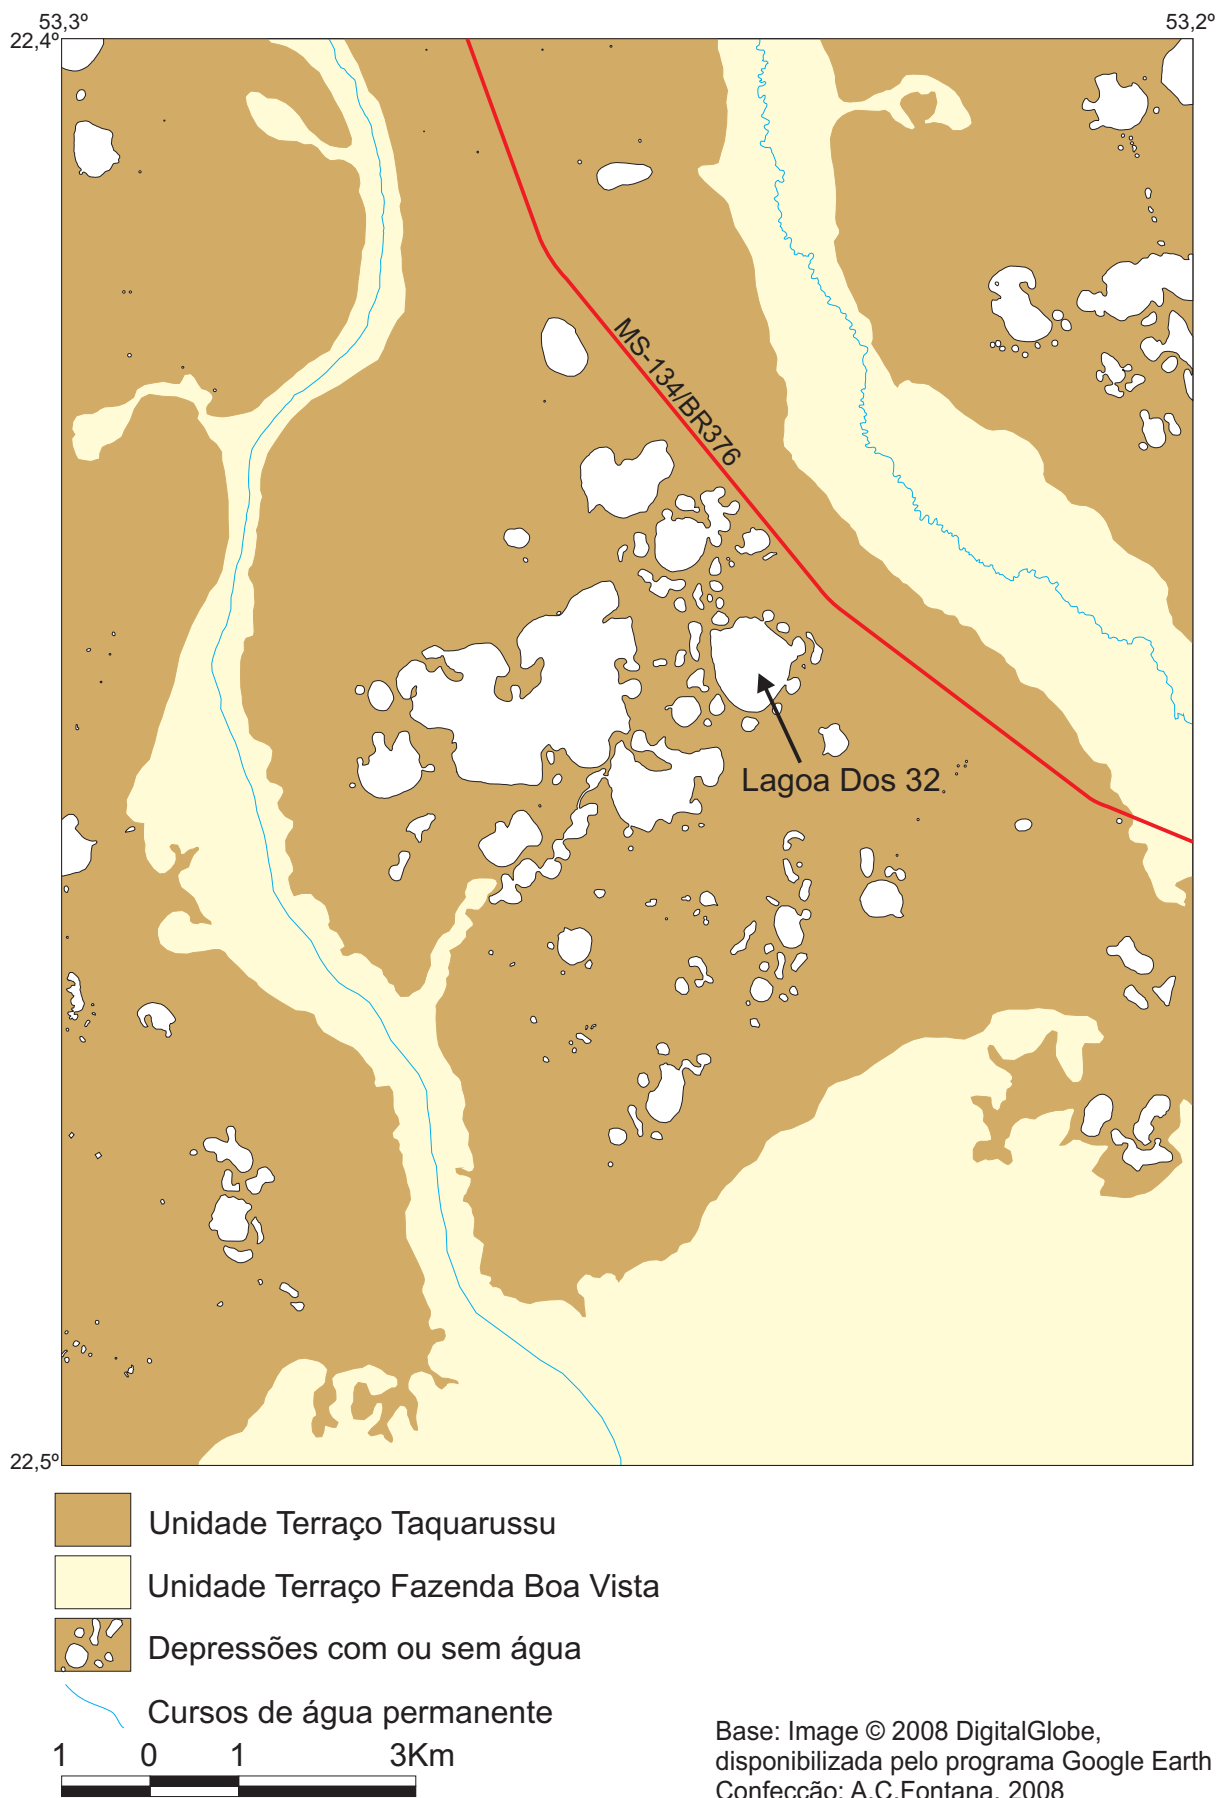 53,3º
53,2º
22,4º
MS-134/BR376
Lagoa Dos 32
22,5º
Unidade Terraço Taquarussu
Unidade Terraço Fazenda Boa Vista
Depressões com ou sem água
Cursos de água permanente
1 0 1 3Km
Base: Image © 2008 DigitalGlobe,
disponibilizada pelo programa Google Earth
Confecção: A.C.Fontana, 2008